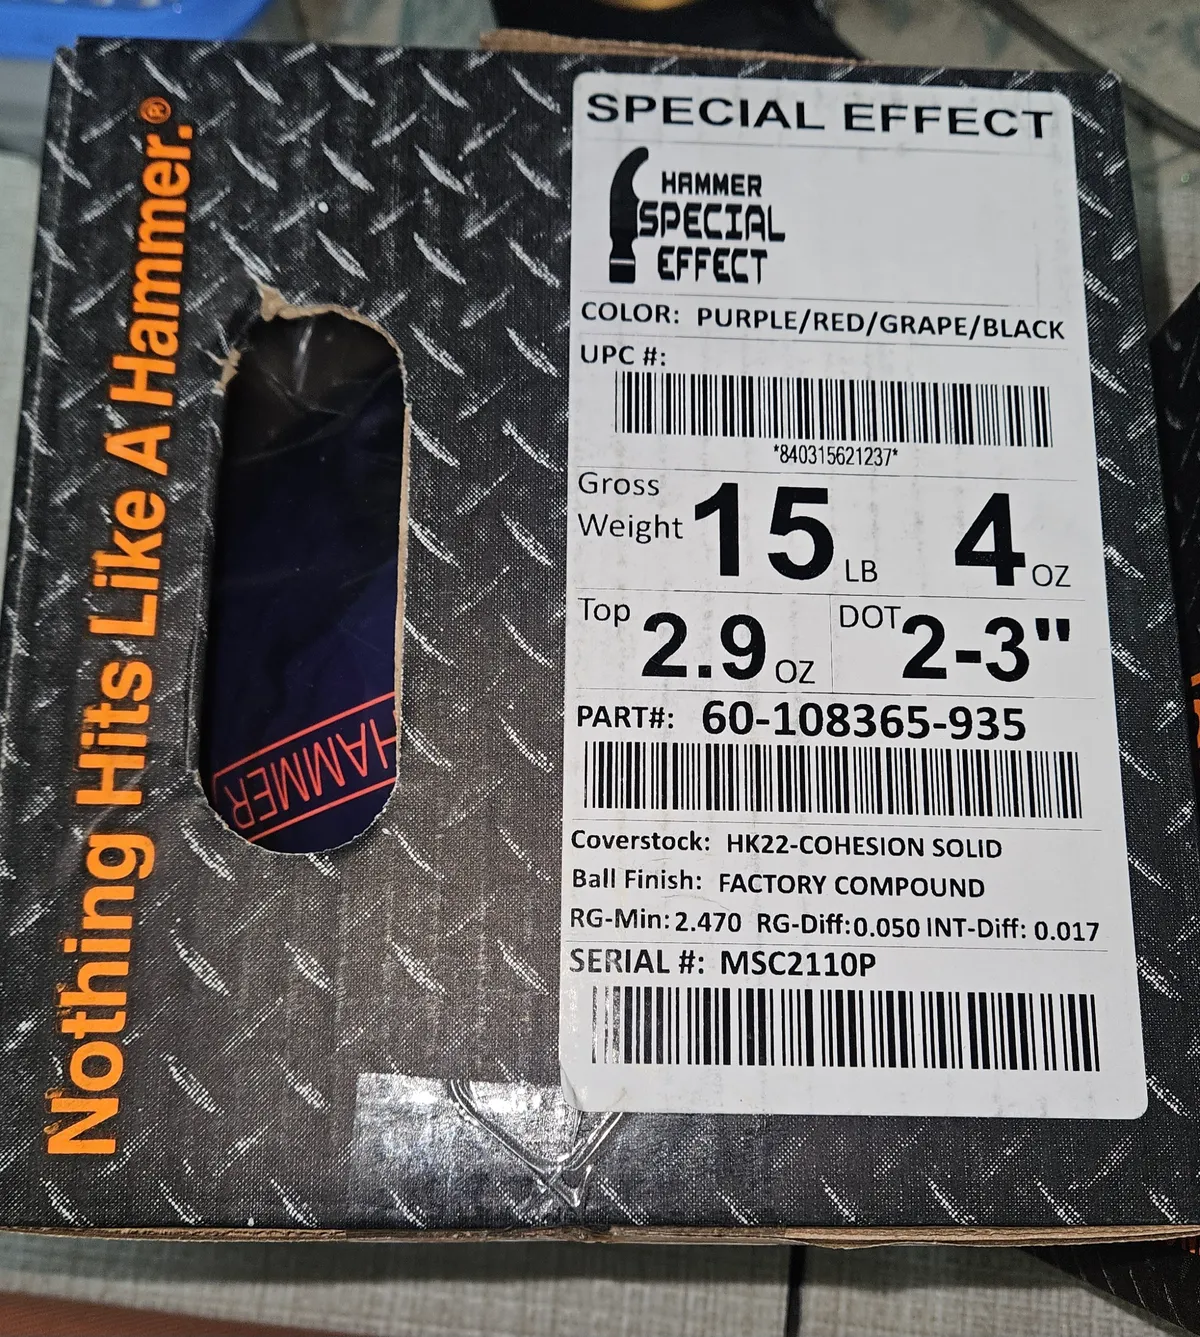 Nothing Hits Like A Hammer.®
HAMMER
SPECIAL EFFECT
HAMMER
SPECIAL
EFFECT
COLOR: PURPLE/RED/GRAPE/BLACK
UPC #:
*840315621237*
Gross Weight 15 LB 4 OZ
Top 2.9 OZ DOT 2-3"
PART#: 60-108365-935
Coverstock: HK22-COHESION SOLID
Ball Finish: FACTORY COMPOUND
RG-Min: 2.470 RG-Diff:0.050 INT-Diff: 0.017
SERIAL #: MSC2110P